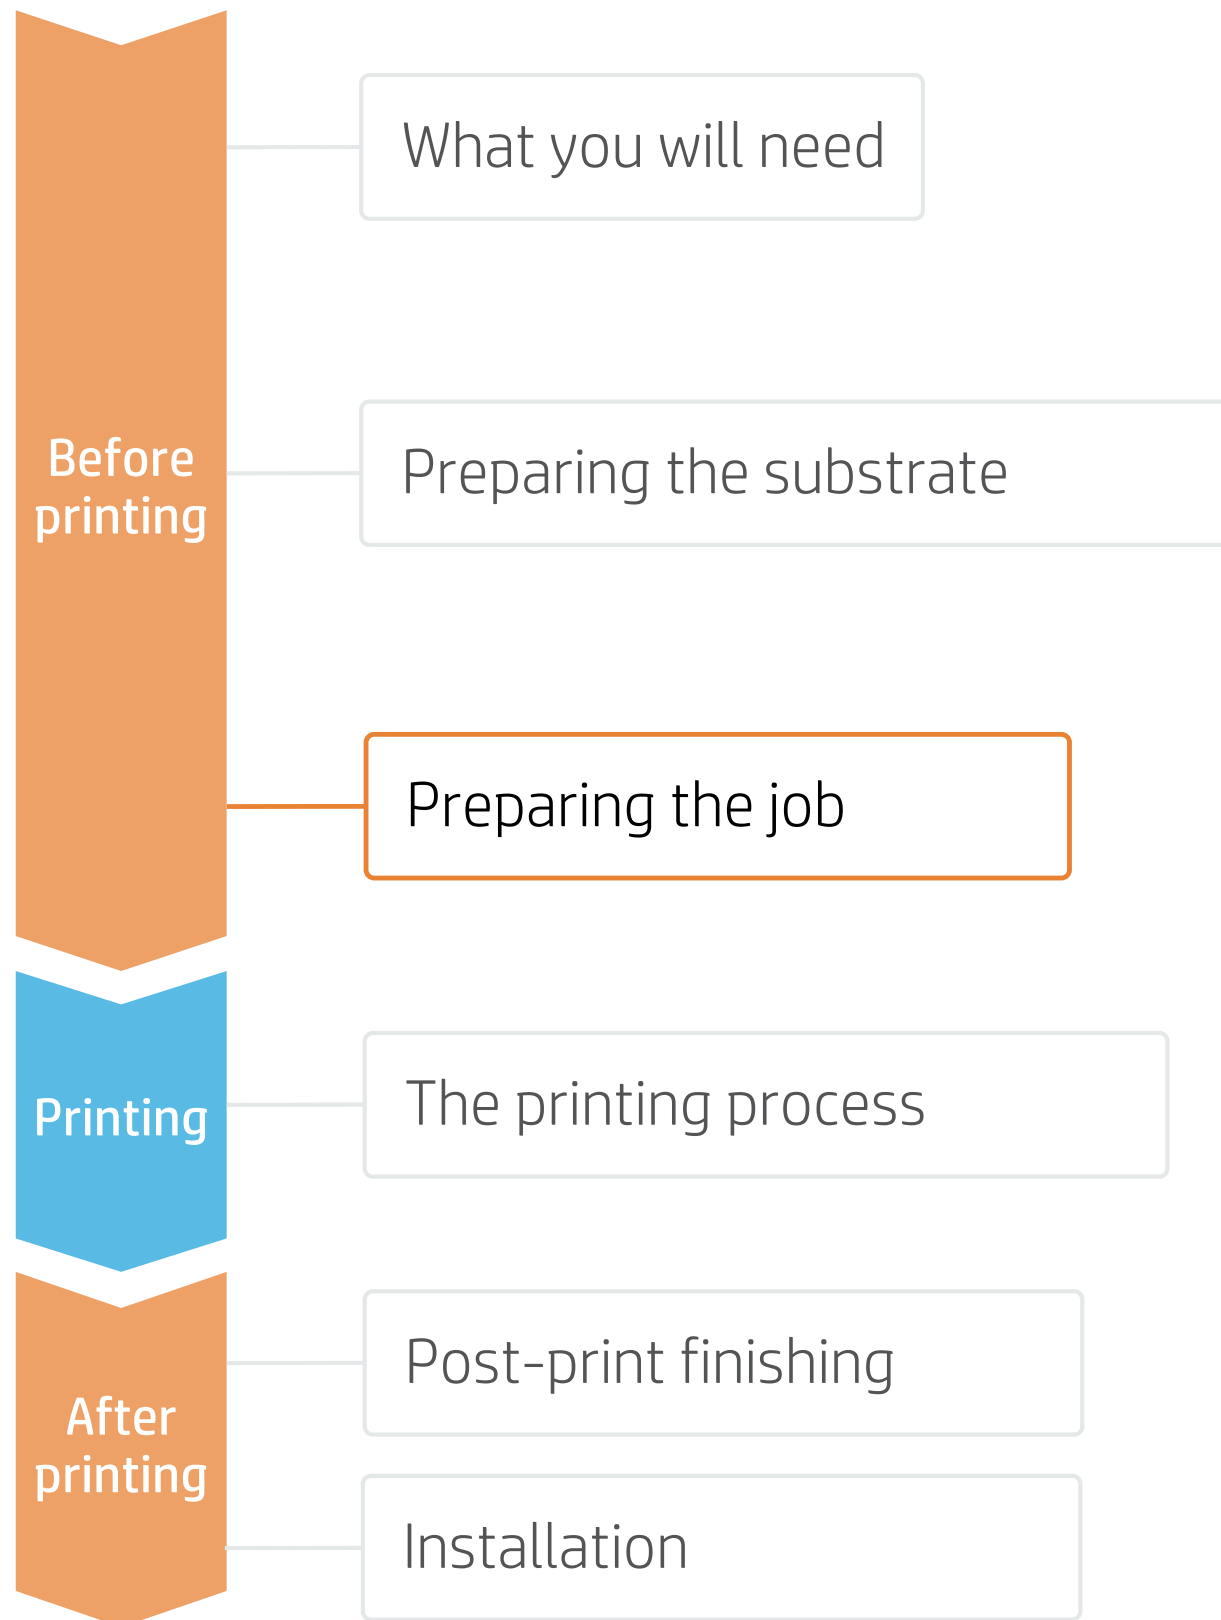 What you will need
Preparing the substrate
Before
printing
Preparing the job
The printing process
Printing
Post-print finishing
After
printing
Installation